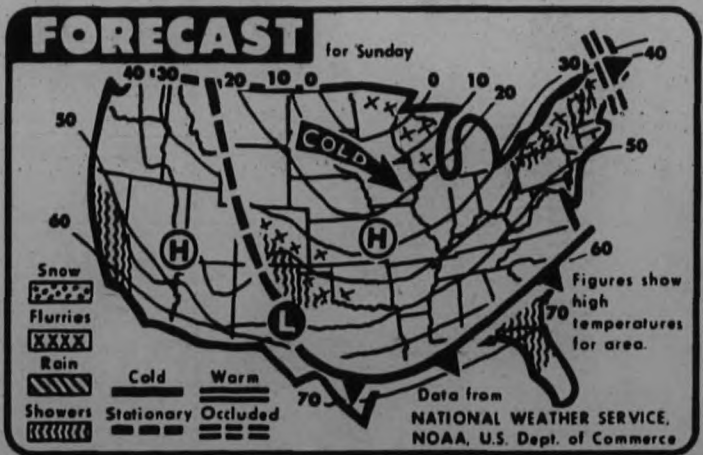 FORECAST
for Sunday
40 30 20 10 0 0 10 20 30 40
50
50
COLD
60
H
H
60
L
70
70
Figures show
high
temperatures
for area.
Snow
Flurries
Rain
Showers
Cold
Warm
Stationary
Occluded
Data from
NATIONAL WEATHER SERVICE,
NOAA, U.S. Dept. of Commerce